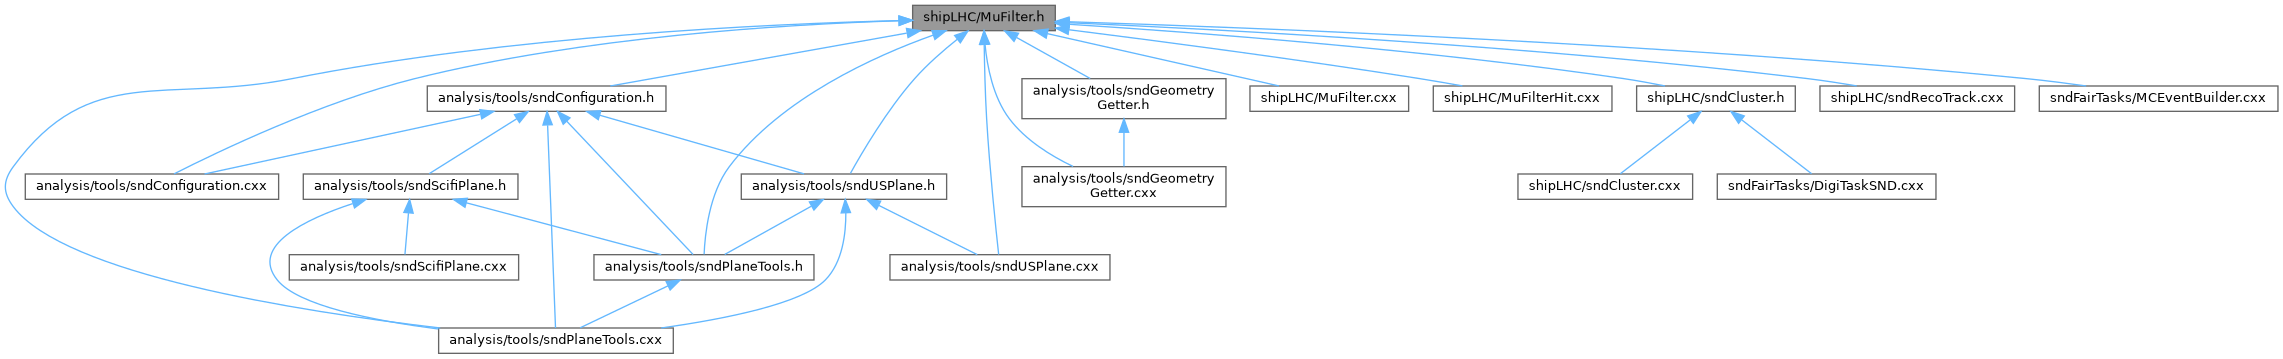 shipLHC/MuFilter.h
analysis/tools/sndConfiguration.h
analysis/tools/sndGeometry
Getter.h
shipLHC/MuFilter.cxx
shipLHC/MuFilterHit.cxx
shipLHC/sndCluster.h
shipLHC/sndRecoTrack.cxx
sndFairTasks/MCEventBuilder.cxx
analysis/tools/sndConfiguration.cxx
analysis/tools/sndScifiPlane.h
analysis/tools/sndUSPlane.h
analysis/tools/sndGeometry
Getter.cxx
shipLHC/sndCluster.cxx
sndFairTasks/DigiTaskSND.cxx
analysis/tools/sndScifiPlane.cxx
analysis/tools/sndPlaneTools.h
analysis/tools/sndUSPlane.cxx
analysis/tools/sndPlaneTools.cxx